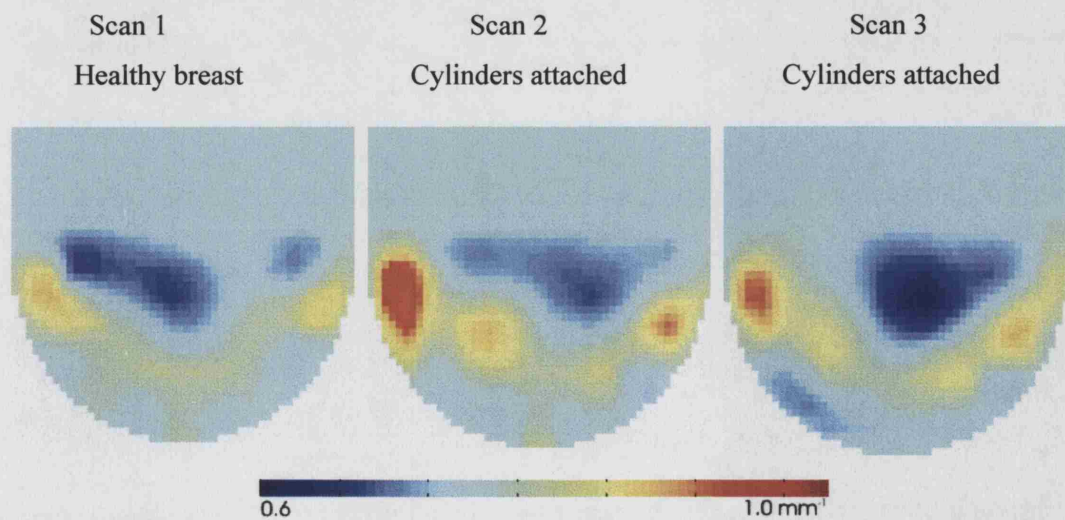 Scan 1
Healthy breast
Scan 2
Cylinders attached
Scan 3
Cylinders attached
0.6
1.0 mm⁻¹